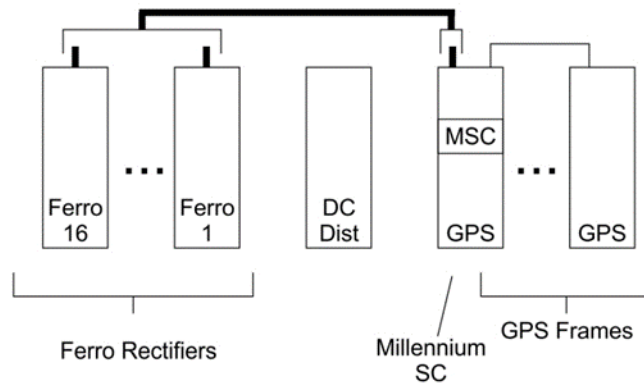 MSC
Ferro
16
Ferro
1
DC
Dist
GPS
GPS
Ferro Rectifiers
Millennium
SC
GPS Frames